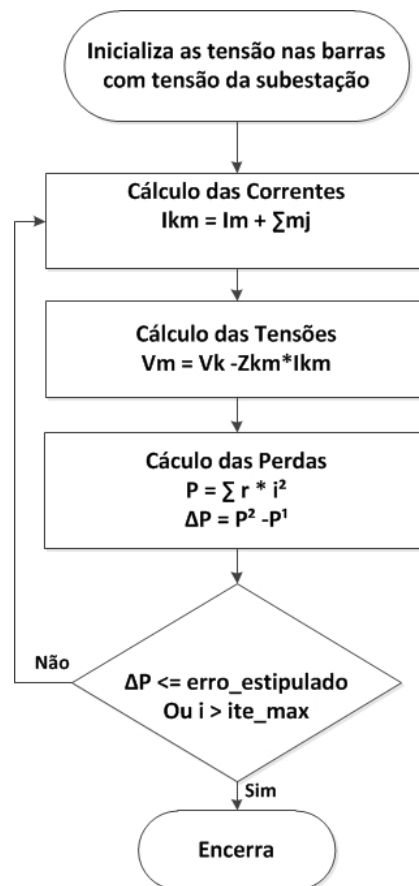 Inicializa as tensão nas barras
com tensão da subestação
Cálculo das Correntes
Ikm = Im + ∑mj
Cálculo das Tensões
Vm = Vk -Zkm*Ikm
Cáculo das Perdas
P = ∑ r * i²
ΔP = P² -P¹
Não
ΔP <= erro_estipulado
Ou i > ite_max
Sim
Encerra